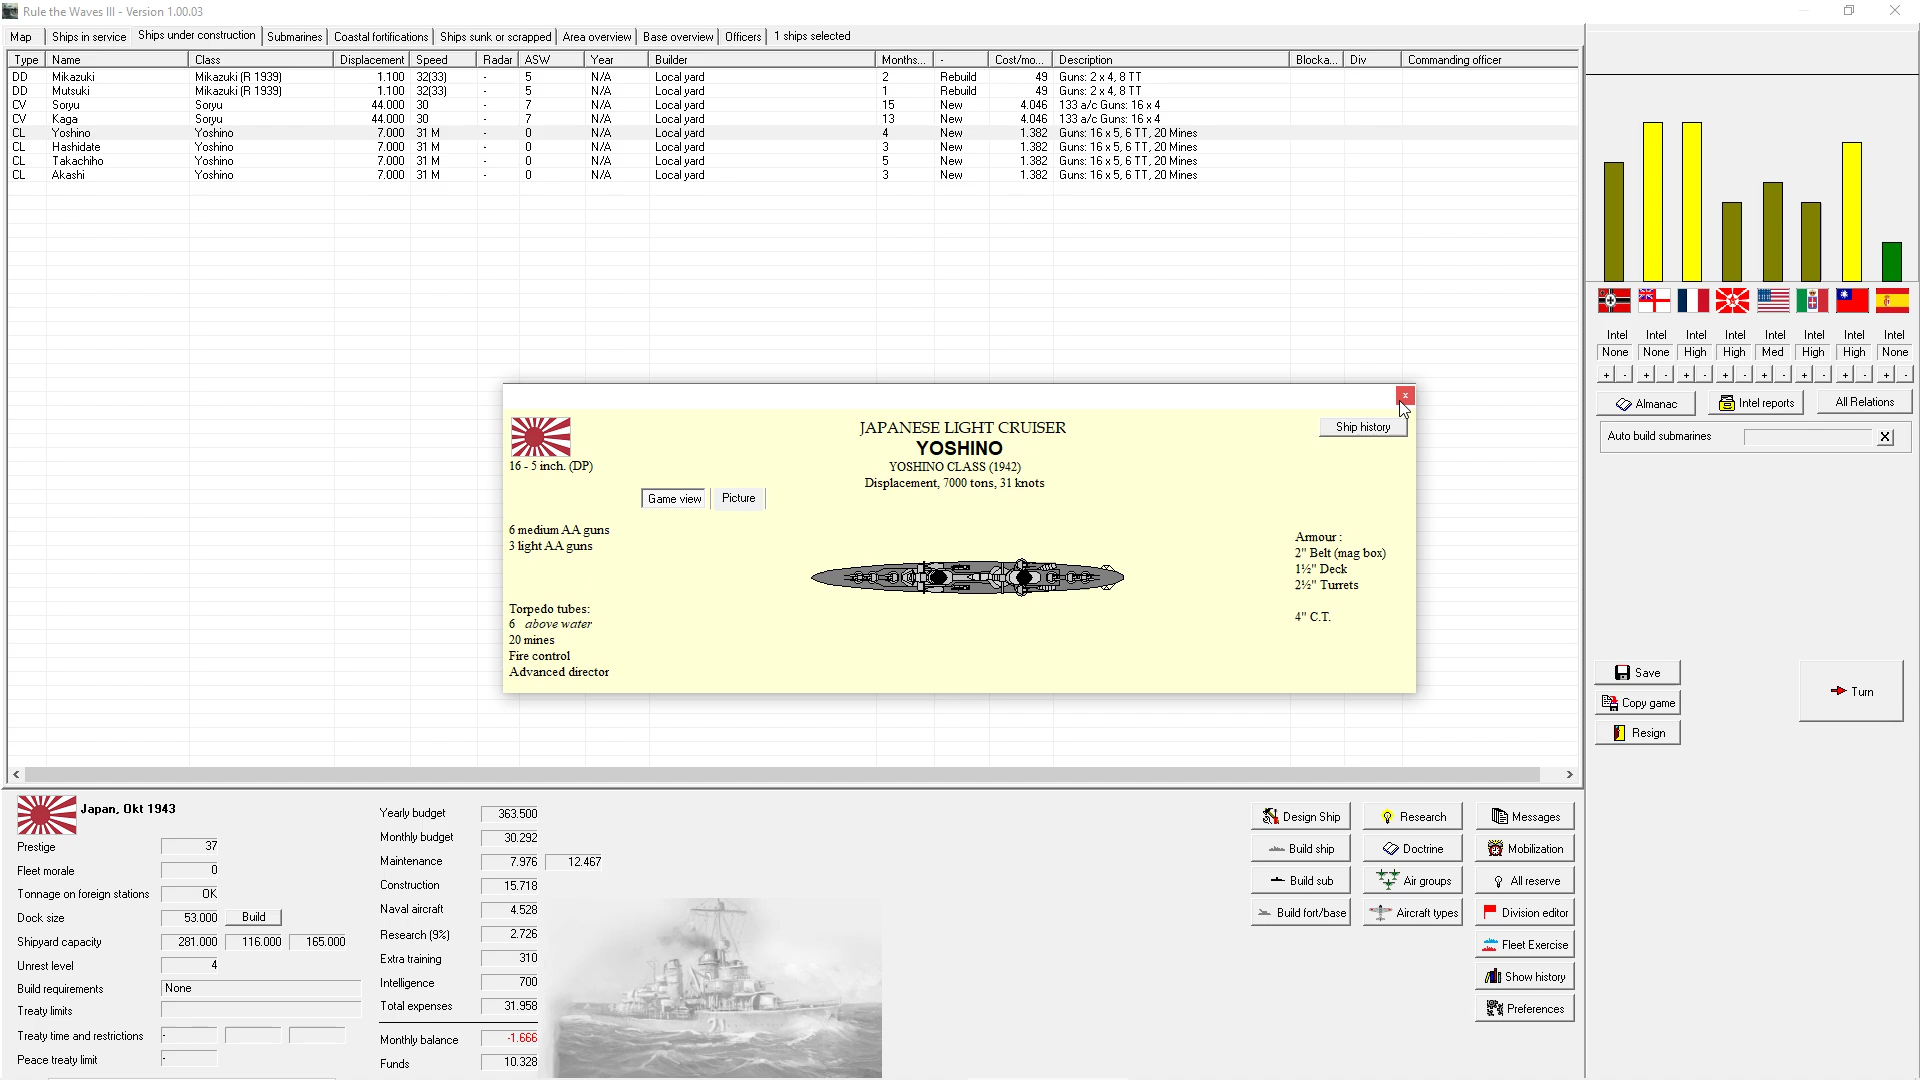 Rule the Waves III - Version 1.00.03
Map Ships in service Ships under construction Submarines Coastal fortifications Ships sunk or scrapped Area overview Base overview Officers 1 ships selected
Type Name Class Displacement Speed Radar ASW Year Builder Months... - Cost/mo... Description Blocka... Div Commanding officer
DD Mikazuki Mikazuki (R 1939) 1.100 32(33) - 5 N/A Local yard 2 Rebuild 49 Guns: 2 x 4, 8 TT
DD Mutsuki Mikazuki (R 1939) 1.100 32(33) - 5 N/A Local yard 1 Rebuild 49 Guns: 2 x 4, 8 TT
CV Soryu Soryu 44.000 30 - 7 N/A Local yard 15 New 4.046 133 a/c Guns: 16 x 4
CV Kaga Soryu 44.000 30 - 7 N/A Local yard 13 New 4.046 133 a/c Guns: 16 x 4
CL Yoshino Yoshino 7.000 31 M - 0 N/A Local yard 4 New 1.382 Guns: 16 x 5, 6 TT, 20 Mines
CL Hashidate Yoshino 7.000 31 M - 0 N/A Local yard 3 New 1.382 Guns: 16 x 5, 6 TT, 20 Mines
CL Takachiho Yoshino 7.000 31 M - 0 N/A Local yard 5 New 1.382 Guns: 16 x 5, 6 TT, 20 Mines
CL Akashi Yoshino 7.000 31 M - 0 N/A Local yard 3 New 1.382 Guns: 16 x 5, 6 TT, 20 Mines
Intel Intel Intel Intel Intel Intel Intel Intel
None None High High Med High High None
+ - + - + - + - + - + - + - + -
Almanac Intel reports All Relations
Auto build submarines X
JAPANESE LIGHT CRUISER
YOSHINO
YOSHINO CLASS (1942)
Displacement, 7000 tons, 31 knots
Ship history
16 - 5 inch. (DP)
Game view Picture
6 medium AA guns
3 light AA guns
Torpedo tubes:
6 above water
20 mines
Fire control
Advanced director
Armour :
2" Belt (mag box)
1½" Deck
2½" Turrets
4" C.T.
Save
Copy game
Resign
Turn
Japan, Okt 1943
Prestige 37
Fleet morale 0
Tonnage on foreign stations OK
Dock size 53.000 Build
Shipyard capacity 281.000 116.000 165.000
Unrest level 4
Build requirements None
Treaty limits
Treaty time and restrictions -
Peace treaty limit -
Yearly budget 363.500
Monthly budget 30.292
Maintenance 7.976 12.467
Construction 15.718
Naval aircraft 4.528
Research (9%) 2.726
Extra training 310
Intelligence 700
Total expenses 31.958
Monthly balance -1.666
Funds 10.328
Design Ship Research Messages
Build ship Doctrine Mobilization
Build sub Air groups All reserve
Build fort/base Aircraft types Division editor
Fleet Exercise
Show history
Preferences